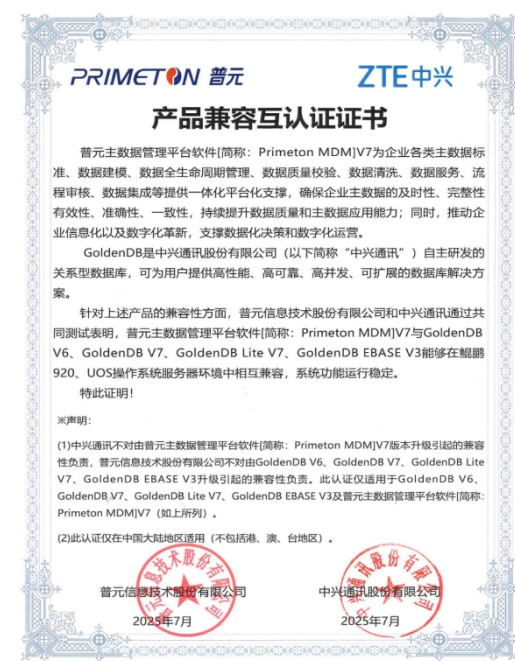 PRIMETON 普元
ZTE中兴
产品兼容互认证证书
普元主数据管理平台软件[简称：Primeton MDM]V7为企业各类主数据标
准、数据建模、数据全生命周期管理、数据质量校验、数据清洗、数据服务、流
程审核、数据集成等提供一体化平台化支撑，确保企业主数据的及时性、完整性
有效性、准确性、一致性，持续提升数据质量和主数据应用能力；同时，推动企
业信息化以及数字化革新，支撑数据化决策和数字化运营。
GoldenDB是中兴通讯股份有限公司（以下简称“中兴通讯”）自主研发的
关系型数据库，可为用户提供高性能、高可靠、高并发、可扩展的数据库解决方
案。
针对上述产品的兼容性方面，普元信息技术股份有限公司和中兴通讯通过共
同测试表明，普元主数据管理平台软件[简称：Primeton MDM]V7与GoldenDB
V6、GoldenDB V7、GoldenDB Lite V7、GoldenDB EBASE V3能够在鲲鹏
920、UOS操作系统服务器环境中相互兼容，系统功能运行稳定。
特此证明！
※声明：
(1)中兴通讯不对由普元主数据管理平台软件[简称：Primeton MDM]V7版本升级引起的兼容
性负责，普元信息技术股份有限公司不对由GoldenDB V6、GoldenDB V7、GoldenDB Lite
V7、GoldenDB EBASE V3升级引起的兼容性负责。此认证仅适用于GoldenDB V6、
GoldenDB V7、GoldenDB Lite V7、GoldenDB EBASE V3及普元主数据管理平台软件[简称：
Primeton MDM]V7（如上所列）。
(2)此认证仅在中国大陆地区适用（不包括港、澳、台地区）。
普元信息技术股份有限公司
中兴通讯股份有限公司
2025年7月
2025年7月
普元信息技术股份有限公司
中兴通讯股份有限公司